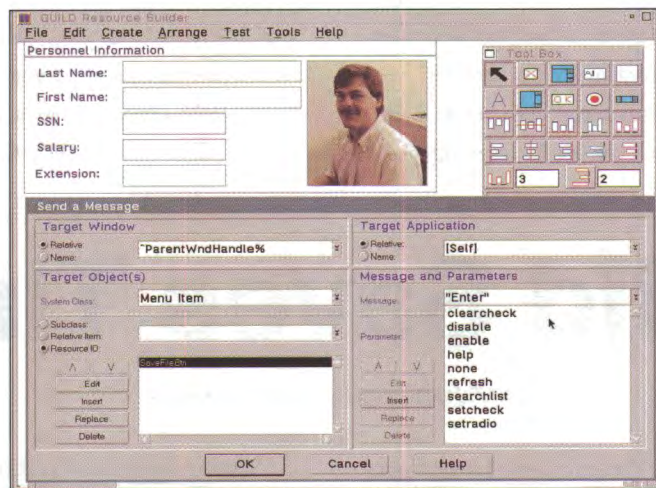 GUILD Resource Builder
File Edit Create Arrange Test Tools Help
Personnel Information
Last Name:
First Name:
SSN:
Salary:
Extension:
Tool Box
A
OK
3
2
Send a Message
Target Window
Relative:
Name:
~ParentWndHandle%
Target Application
Relative:
Name:
[Self]
Target Object(s)
System Class:
Menu Item
Subclass:
Relative Item:
Resource ID:
SaveFileBtn
Λ V
Edit
Insert
Replace
Delete
Message and Parameters
Message:
"Enter"
Parameter:
clearcheck
disable
enable
help
none
refresh
searchlist
setcheck
setradio
Λ V
Edit
Insert
Replace
Delete
OK Cancel Help